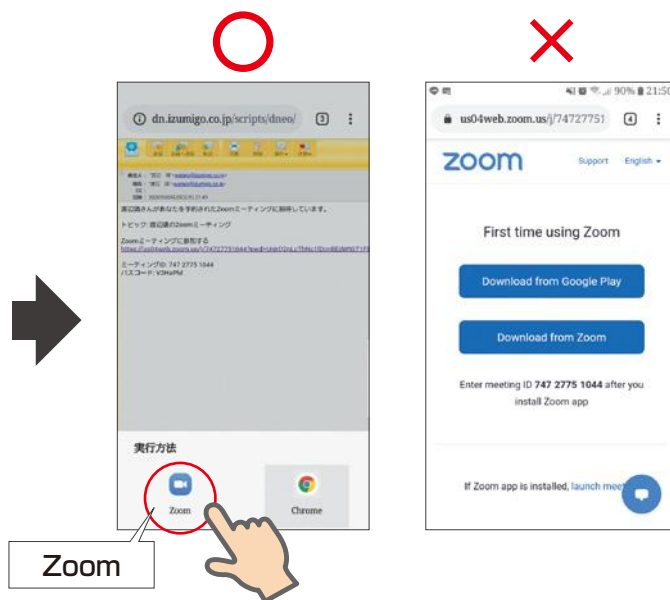 dn.izumigo.co.jp/scripts/dneo/
3
渡辺靖さんがあなたを予約されたZoomミーティングに招待しています。
トピック: 渡辺靖のZoomミーティング
Zoomミーティングに参加する
ミーティングID: 747 2775 1044
パスコード: V3HaPM
実行方法
Zoom
Chrome
Zoom
90% 21:50
us04web.zoom.us/j/74727751
4
zoom
Support
English
First time using Zoom
Download from Google Play
Download from Zoom
Enter meeting ID 747 2775 1044 after you
install Zoom app
If Zoom app is installed, launch mee